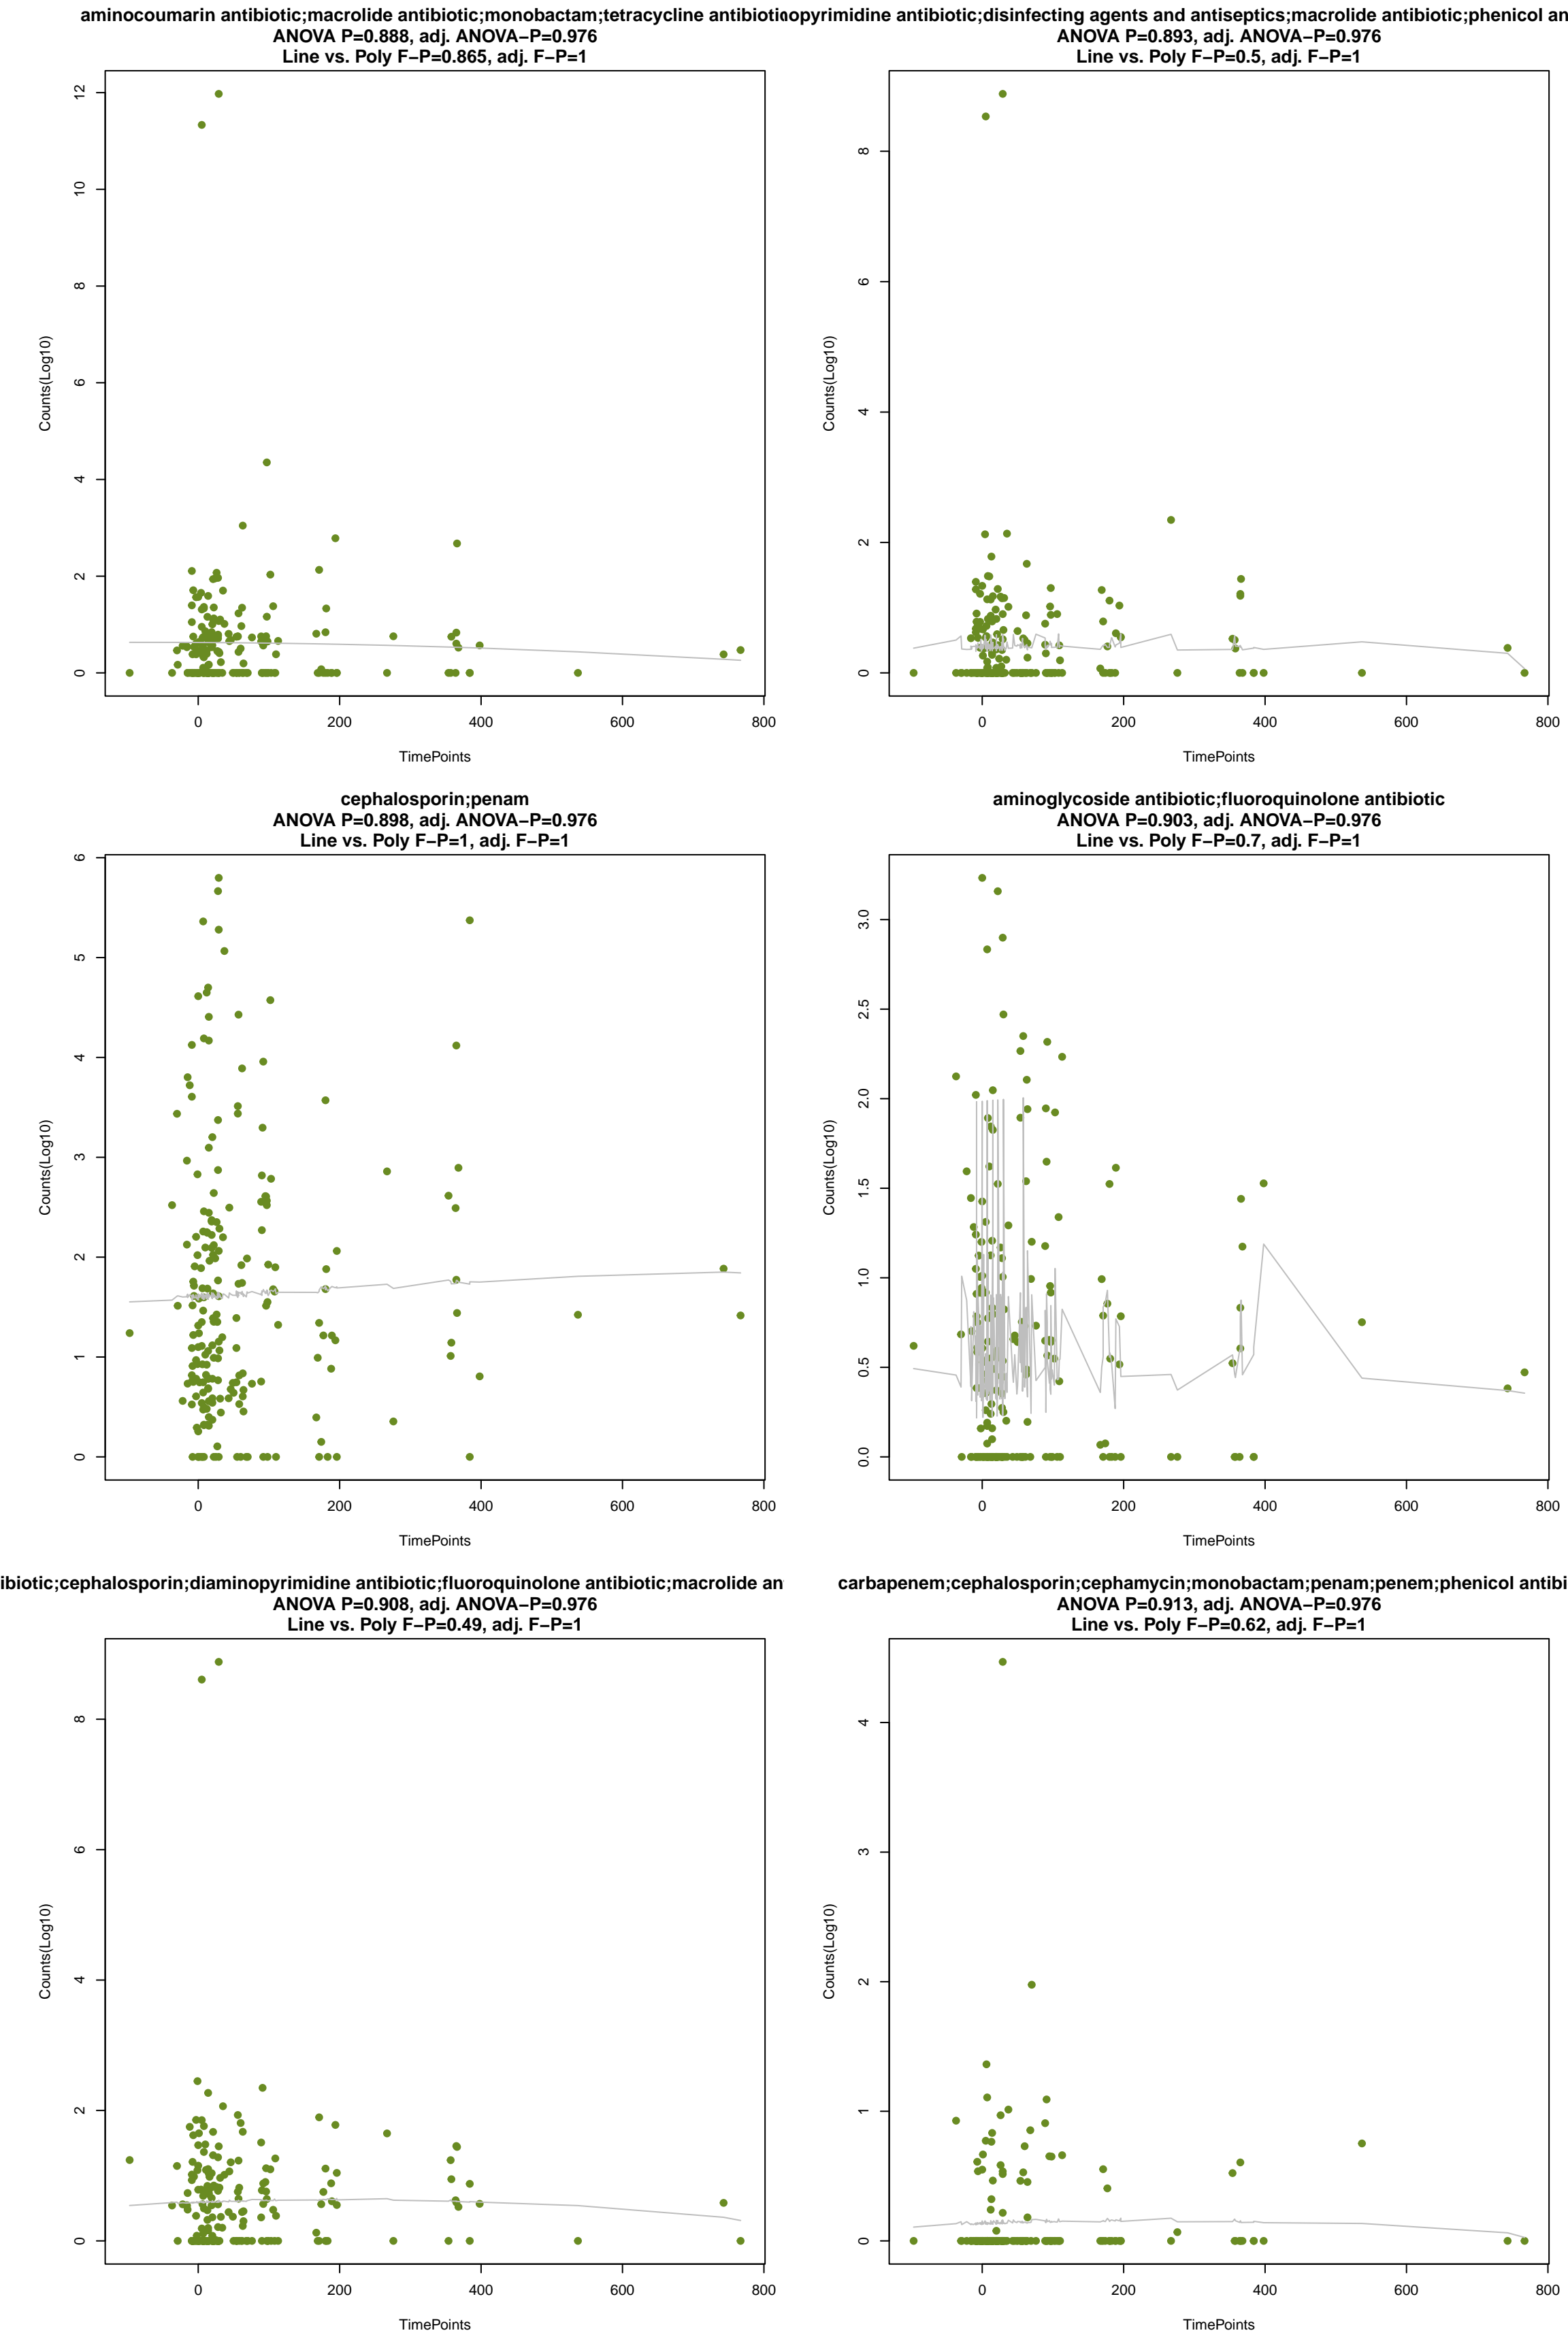 aminocoumarin antibiotic;macrolide antibiotic;monobactam;tetracycline antibiotic
ANOVA P=0.888, adj. ANOVA−P=0.976
Line vs. Poly F−P=0.865, adj. F−P=1
Counts(Log10)
12
10
8
6
4
2
0
0 200 400 600 800
TimePoints
opyrimidine antibiotic;disinfecting agents and antiseptics;macrolide antibiotic;phenicol an
ANOVA P=0.893, adj. ANOVA−P=0.976
Line vs. Poly F−P=0.5, adj. F−P=1
Counts(Log10)
8
6
4
2
0
0 200 400 600 800
TimePoints
cephalosporin;penam
ANOVA P=0.898, adj. ANOVA−P=0.976
Line vs. Poly F−P=1, adj. F−P=1
Counts(Log10)
6
5
4
3
2
1
0
0 200 400 600 800
TimePoints
aminoglycoside antibiotic;fluoroquinolone antibiotic
ANOVA P=0.903, adj. ANOVA−P=0.976
Line vs. Poly F−P=0.7, adj. F−P=1
Counts(Log10)
3.0
2.5
2.0
1.5
1.0
0.5
0.0
0 200 400 600 800
TimePoints
ibiotic;cephalosporin;diaminopyrimidine antibiotic;fluoroquinolone antibiotic;macrolide an
ANOVA P=0.908, adj. ANOVA−P=0.976
Line vs. Poly F−P=0.49, adj. F−P=1
Counts(Log10)
8
6
4
2
0
0 200 400 600 800
TimePoints
carbapenem;cephalosporin;cephamycin;monobactam;penam;penem;phenicol antibi
ANOVA P=0.913, adj. ANOVA−P=0.976
Line vs. Poly F−P=0.62, adj. F−P=1
Counts(Log10)
4
3
2
1
0
0 200 400 600 800
TimePoints